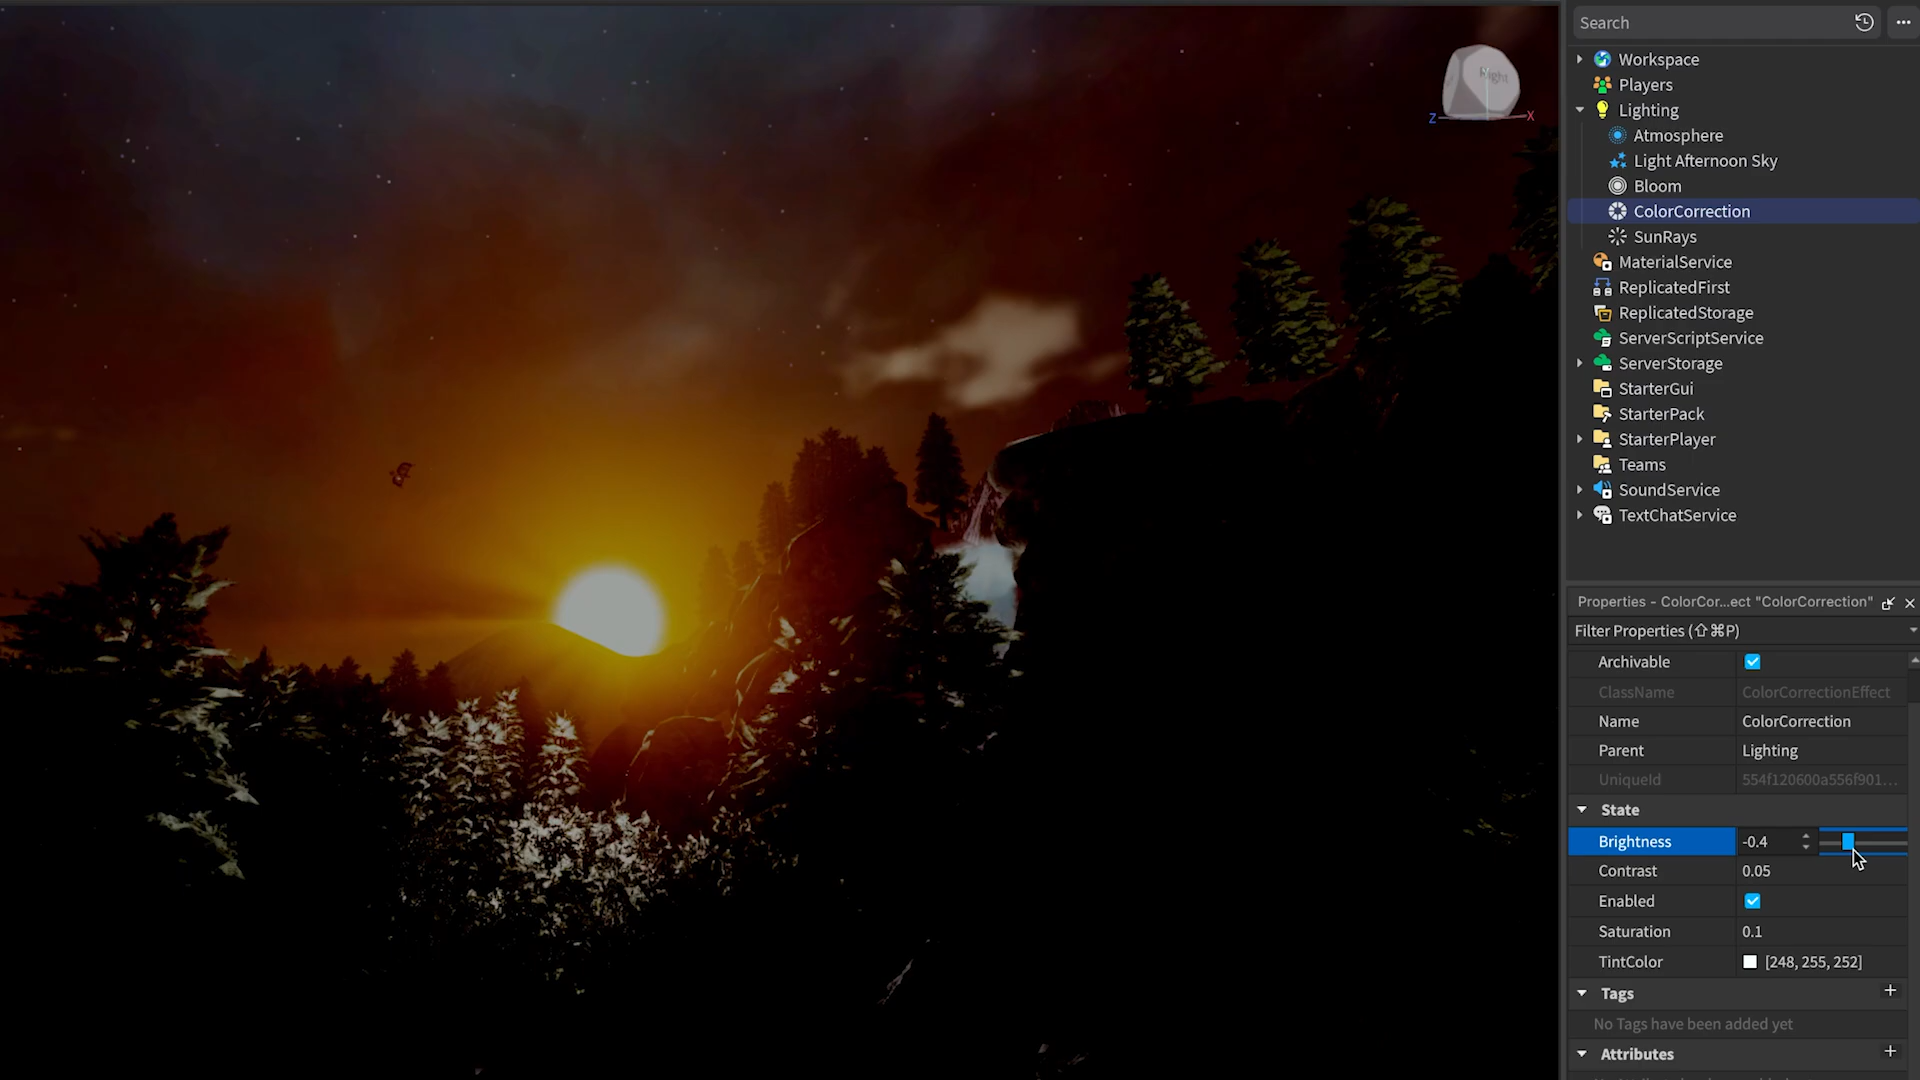 Right
Z
X
Search
Workspace
Players
Lighting
Atmosphere
Light Afternoon Sky
Bloom
ColorCorrection
SunRays
MaterialService
ReplicatedFirst
ReplicatedStorage
ServerScriptService
ServerStorage
StarterGui
StarterPack
StarterPlayer
Teams
SoundService
TextChatService
Properties - ColorCor...ect "ColorCorrection"
Filter Properties (⇧⌘P)
Archivable
ClassName ColorCorrectionEffect
Name ColorCorrection
Parent Lighting
UniqueId 554f120600a556f901...
State
Brightness -0.4
Contrast 0.05
Enabled
Saturation 0.1
TintColor [248, 255, 252]
Tags
No Tags have been added yet
Attributes